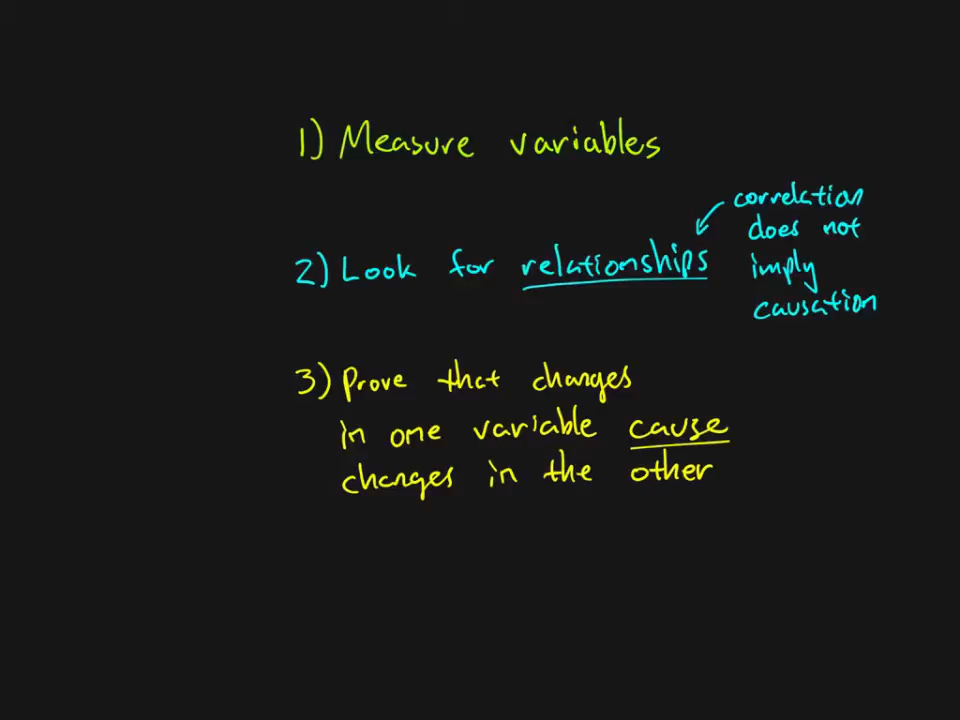 1) Measure variables
2) Look for relationships
correlation
does not
imply
causation
3) Prove that changes
in one variable cause
changes in the other